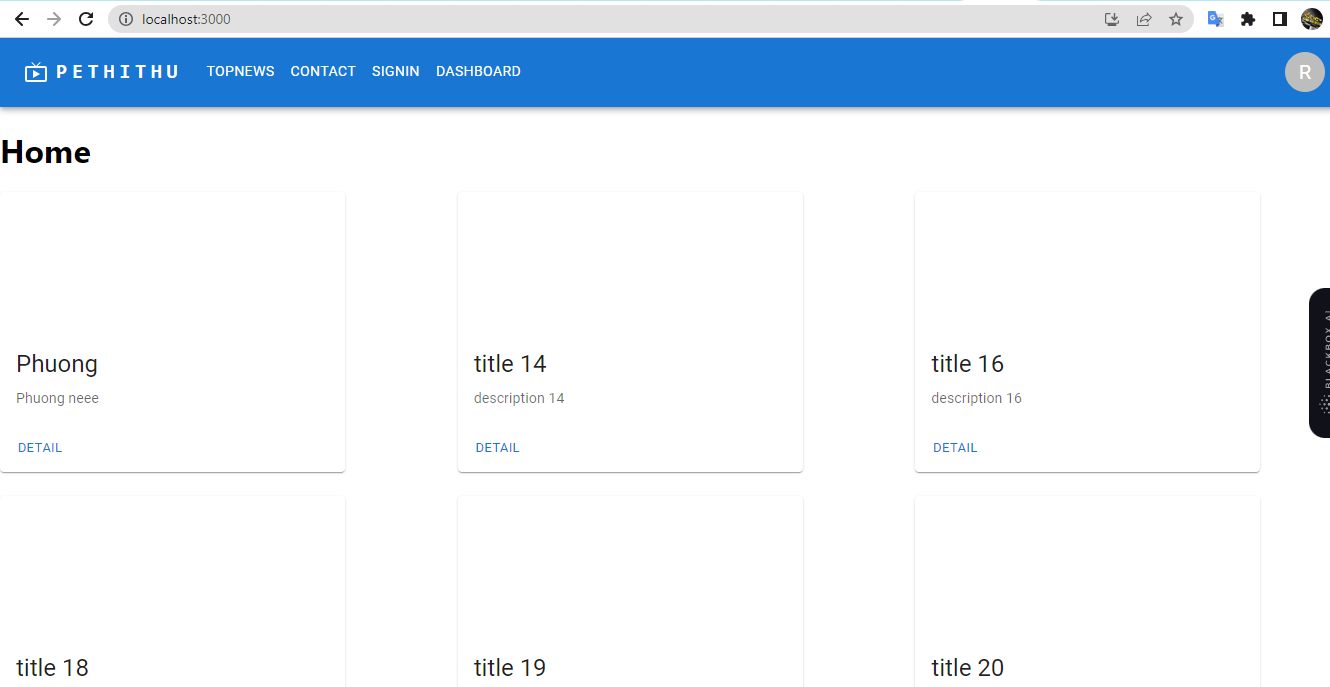 localhost:3000
PETHITHU TOPNEWS CONTACT SIGNIN DASHBOARD R
Home
Phuong
Phuong neee
DETAIL
title 14
description 14
DETAIL
title 16
description 16
DETAIL
title 18
title 19
title 20
BLACKBOX AI